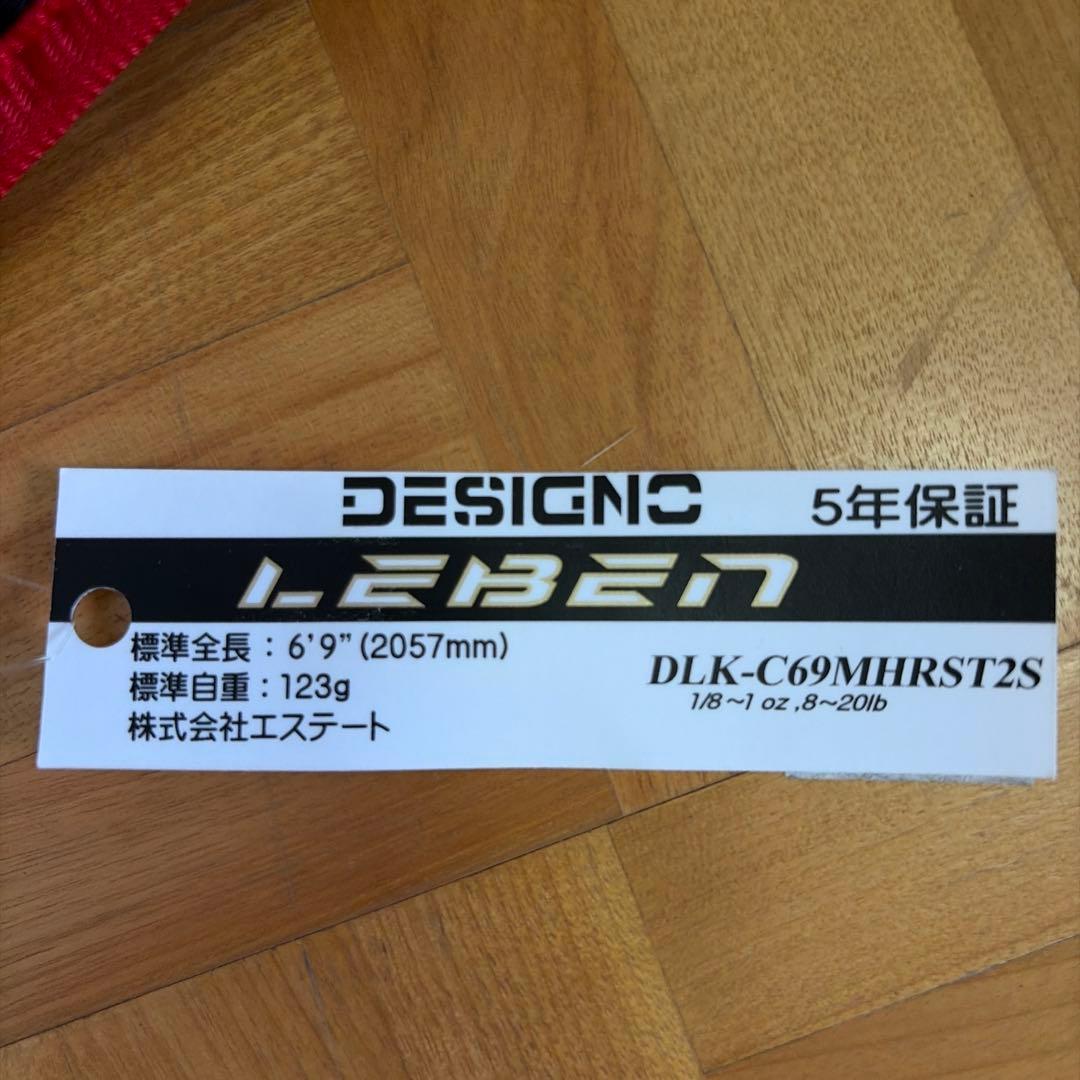 DESIGNO 5年保証
LEBEN
標準全長：6'9"(2057mm)
標準自重：123g
株式会社エステート
DLK-C69MHRST2S
1/8～1 oz ,8～20lb